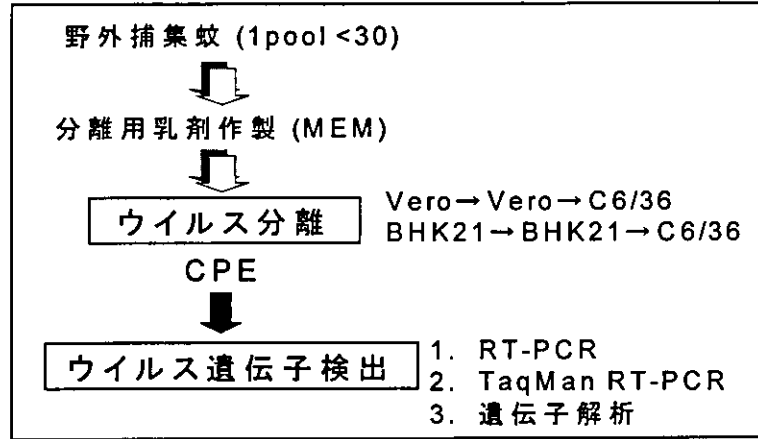 野外捕集蚊 (1pool <30)
分離用乳剤作製 (MEM)
ウイルス分離
Vero→Vero→C6/36
BHK21→BHK21→C6/36
CPE
ウイルス遺伝子検出
1. RT-PCR
2. TaqMan RT-PCR
3. 遺伝子解析